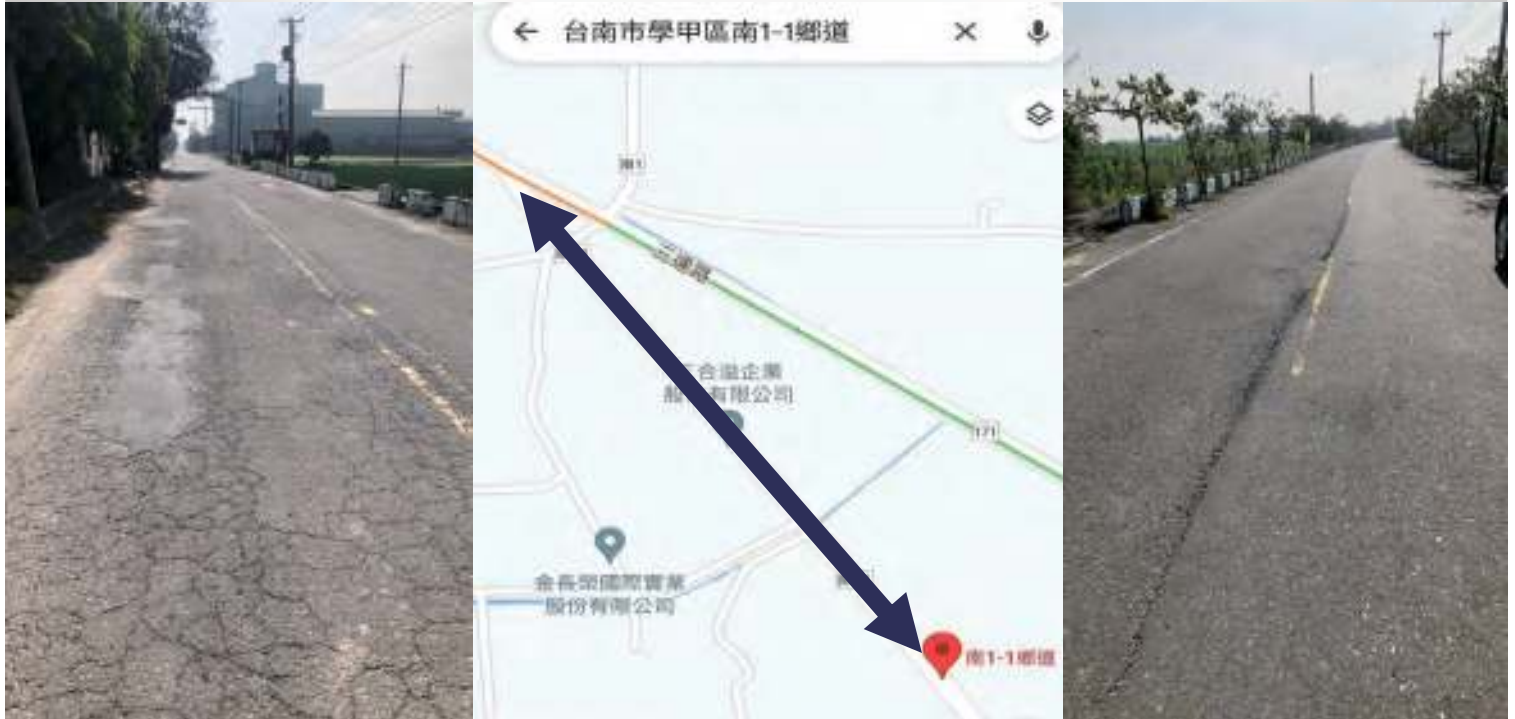 台南市學甲區南1-1鄉道
南1
合溢企業
有限公司
171
金長榮國際實業
股份有限公司
南1-1鄉道